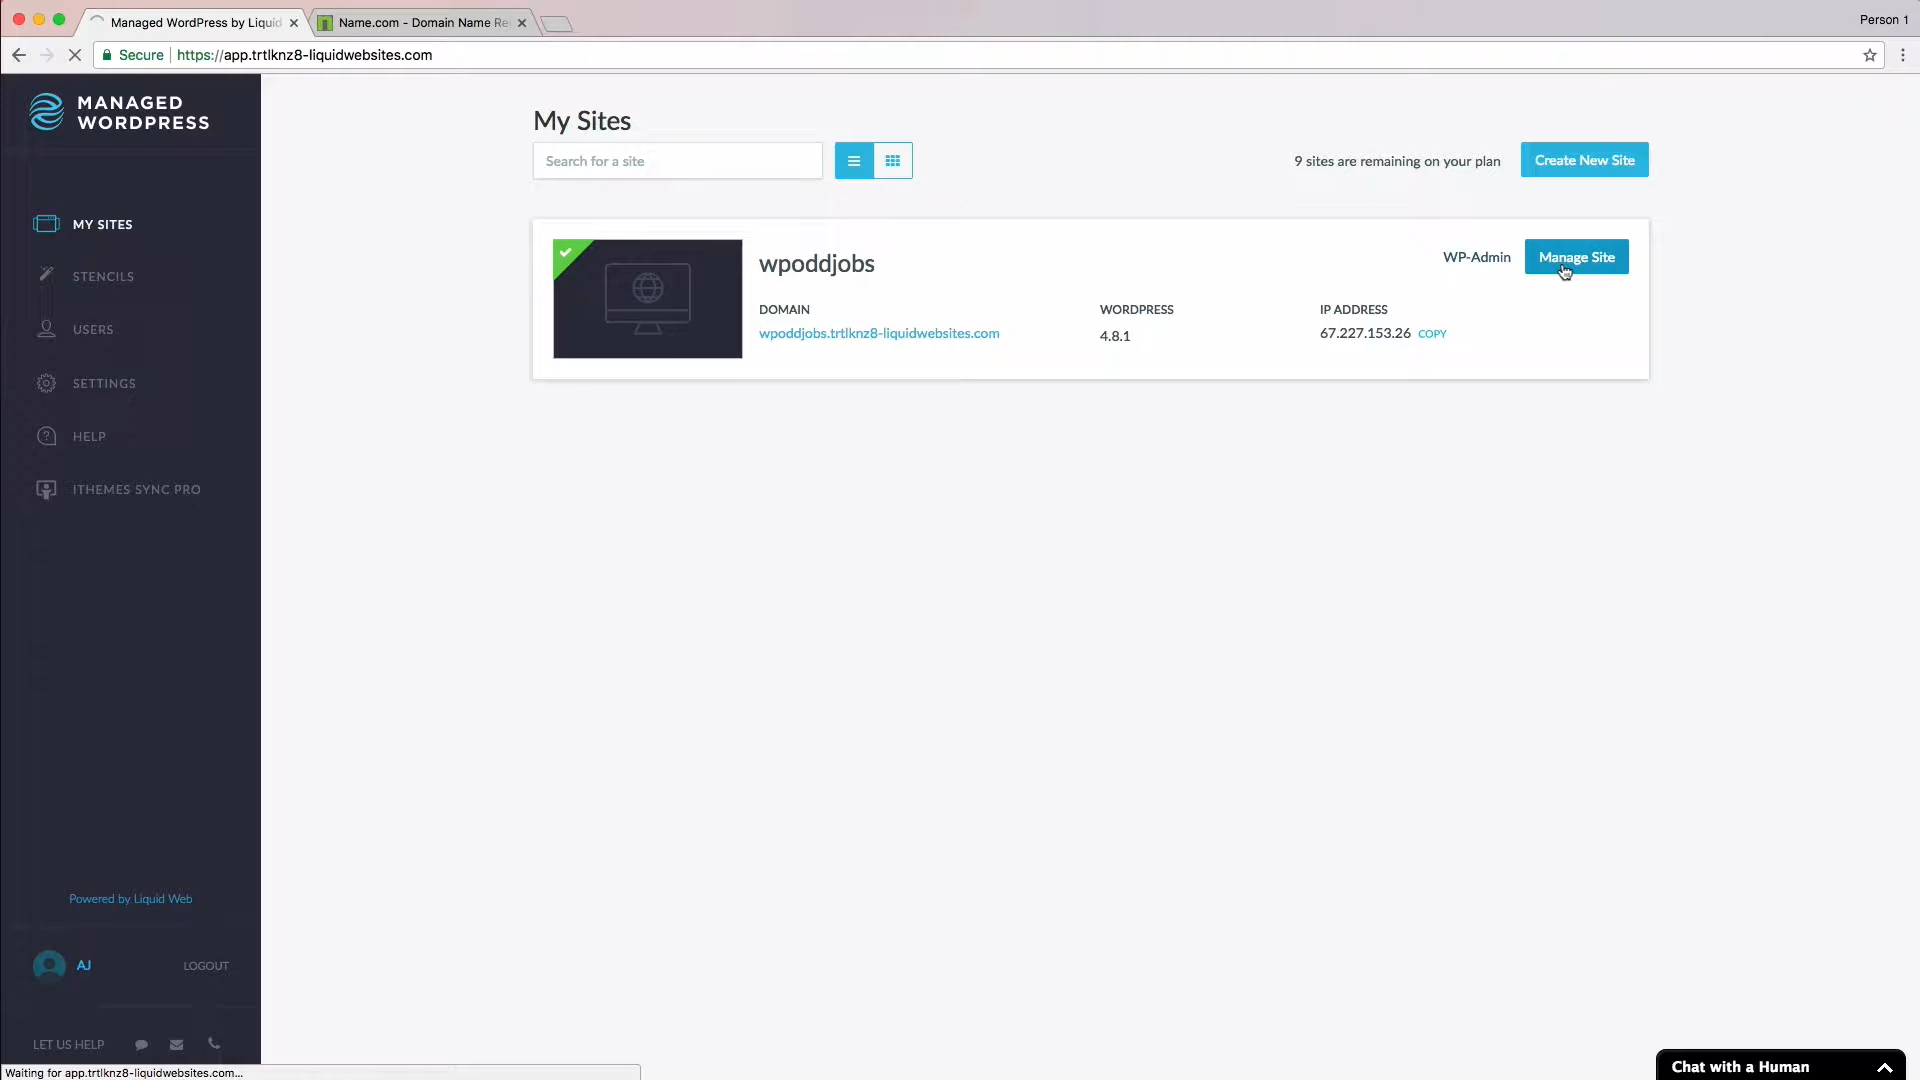 Managed WordPress by Liquid
Name.com - Domain Name Re
Person 1
Secure
https://app.trtlknz8-liquidwebsites.com
MANAGED
WORDPRESS
MY SITES
STENCILS
USERS
SETTINGS
HELP
ITHEMES SYNC PRO
Powered by Liquid Web
AJ
LOGOUT
LET US HELP
My Sites
Search for a site
9 sites are remaining on your plan
Create New Site
wpoddjobs
WP-Admin
Manage Site
DOMAIN
wpoddjobs.trtlknz8-liquidwebsites.com
WORDPRESS
4.8.1
IP ADDRESS
67.227.153.26 COPY
Waiting for app.trtlknz8-liquidwebsites.com...
Chat with a Human